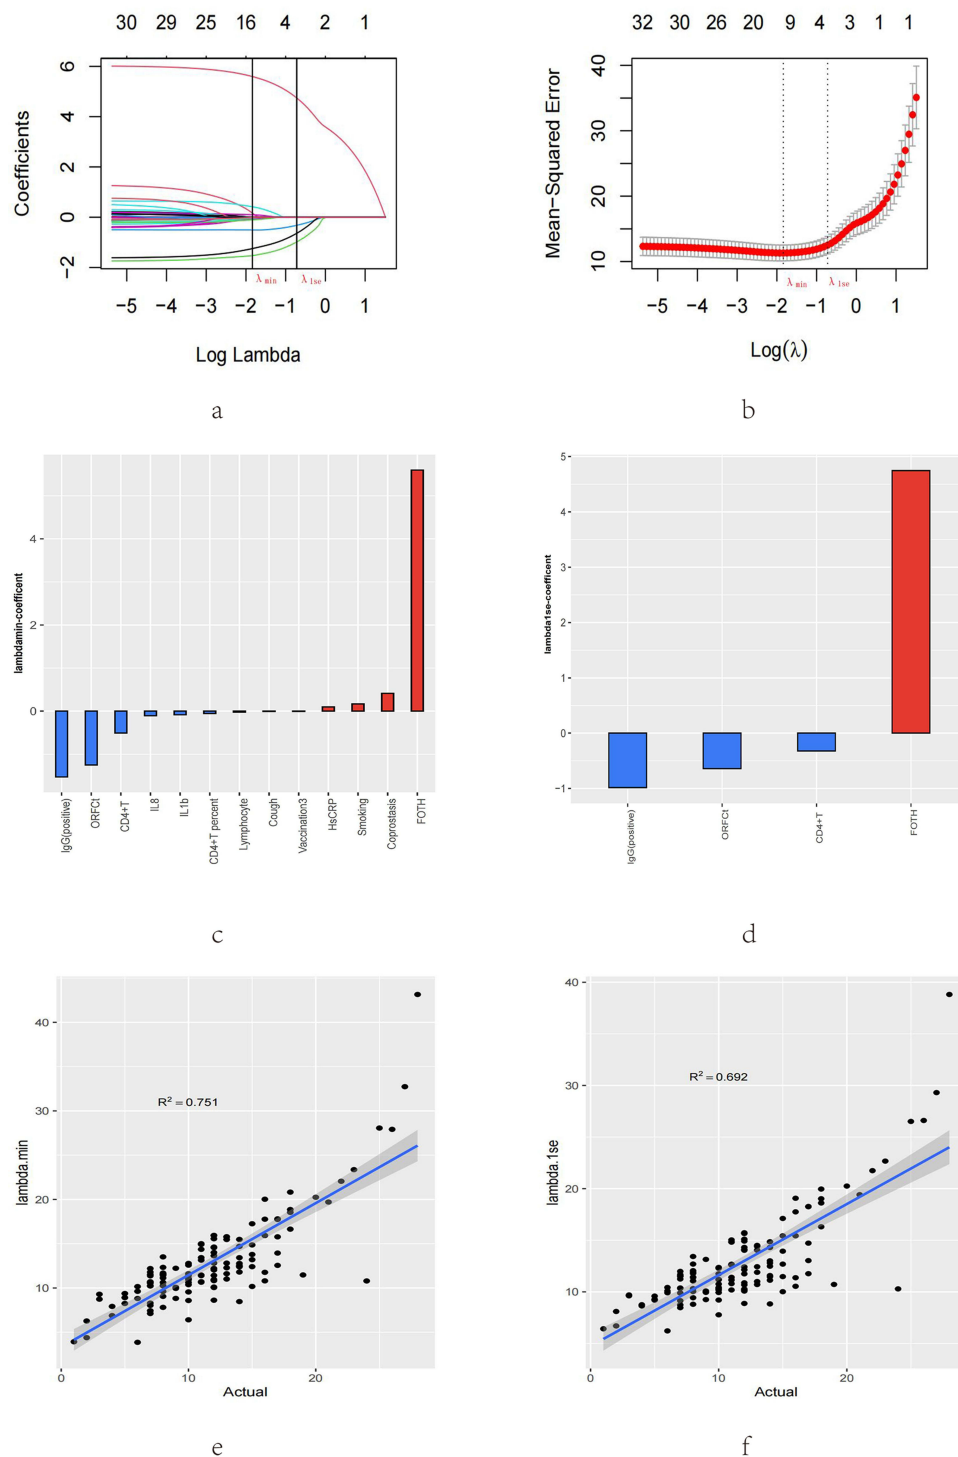 30 29 25 16 4 2 1
6
4
2
0
−2
Coefficients
λ min λ 1se
−5 −4 −3 −2 −1 0 1
Log Lambda
a
32 30 26 20 9 4 3 1 1
40
30
20
10
Mean−Squared Error
λ min λ 1se
−5 −4 −3 −2 −1 0 1
Log(λ)
b
4
2
0
lambdamin-coefficent
IgG(positive)
ORFCt
CD4+T
IL8
IL1b
CD4+T percent
Lymphocyte
Cough
Vaccination3
HsCRP
Smoking
Coprostasis
FOTH
c
5
4
3
2
1
0
−1
lambda1se-coefficent
IgG(positive)
ORFCt
CD4+T
FOTH
d
40
30
20
10
lambda.min
R² = 0.751
0 20
Actual
e
40
30
20
10
lambda.1se
R² = 0.692
0 20
Actual
f